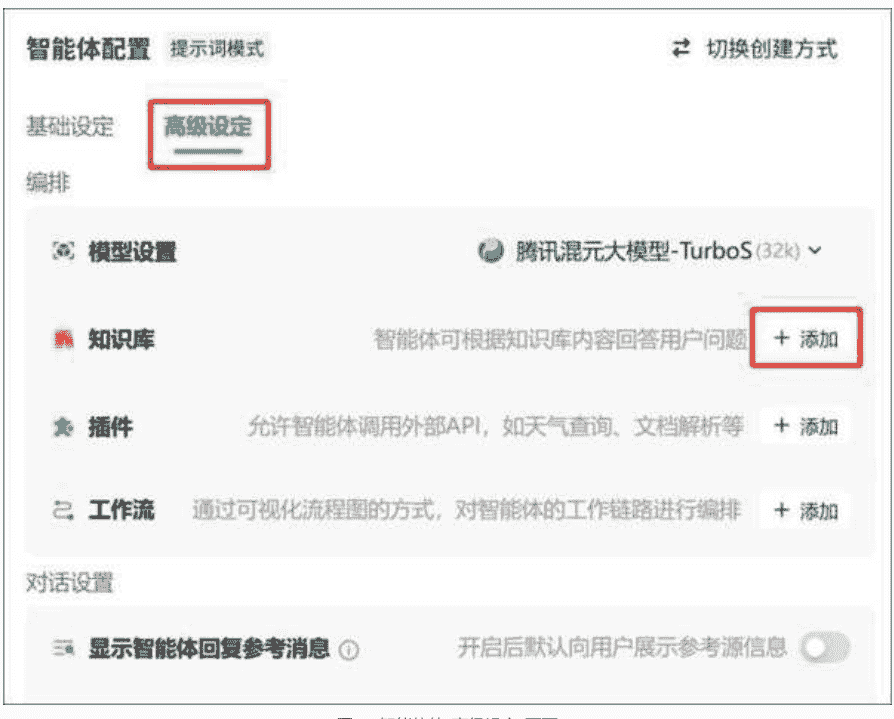 智能体配置 提示词模式 切换创建方式
基础设定 高级设定
编排
模型设置 腾讯混元大模型-TurboS(32k)
知识库 智能体可根据知识库内容回答用户问题 + 添加
插件 允许智能体调用外部API，如天气查询、文档解析等 + 添加
工作流 通过可视化流程图的方式，对智能体的工作链路进行编排 + 添加
对话设置
显示智能体回复参考消息 开启后默认向用户展示参考源信息